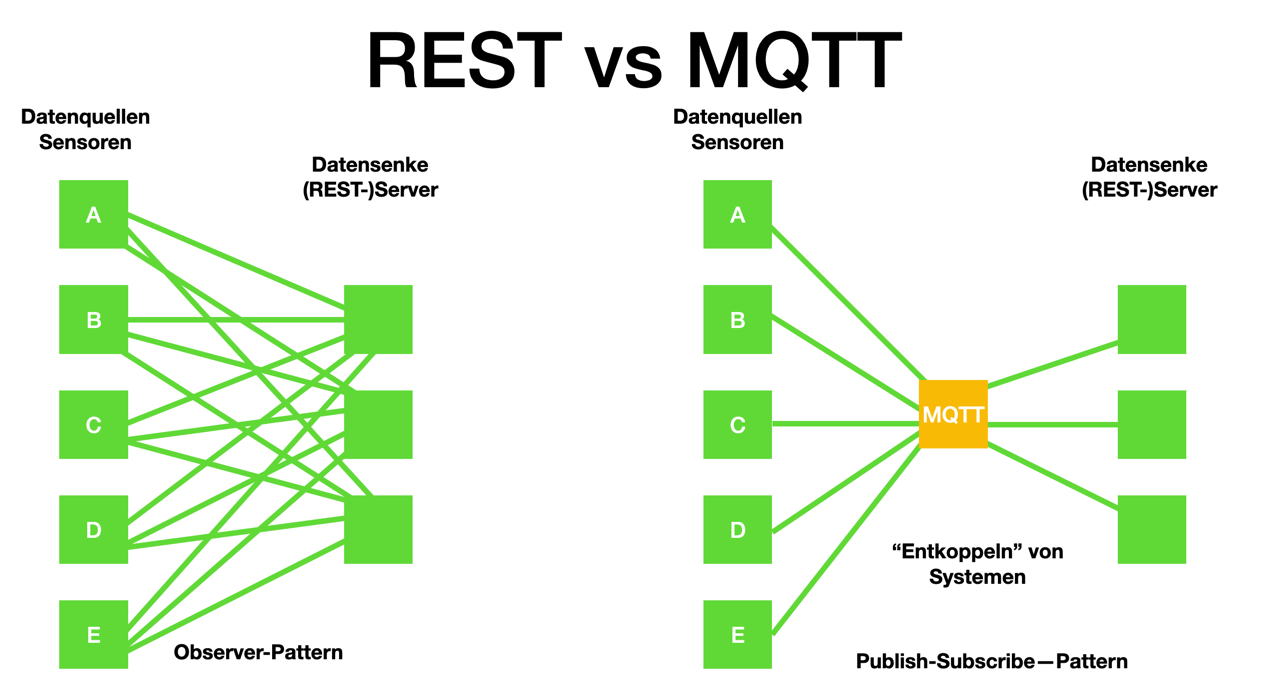 REST vs MQTT
Datenquellen
Sensoren
Datensenke
(REST-)Server
A
B
C
D
E
Observer-Pattern
Datenquellen
Sensoren
Datensenke
(REST-)Server
A
B
C
D
E
MQTT
“Entkoppeln” von
Systemen
Publish-Subscribe—Pattern